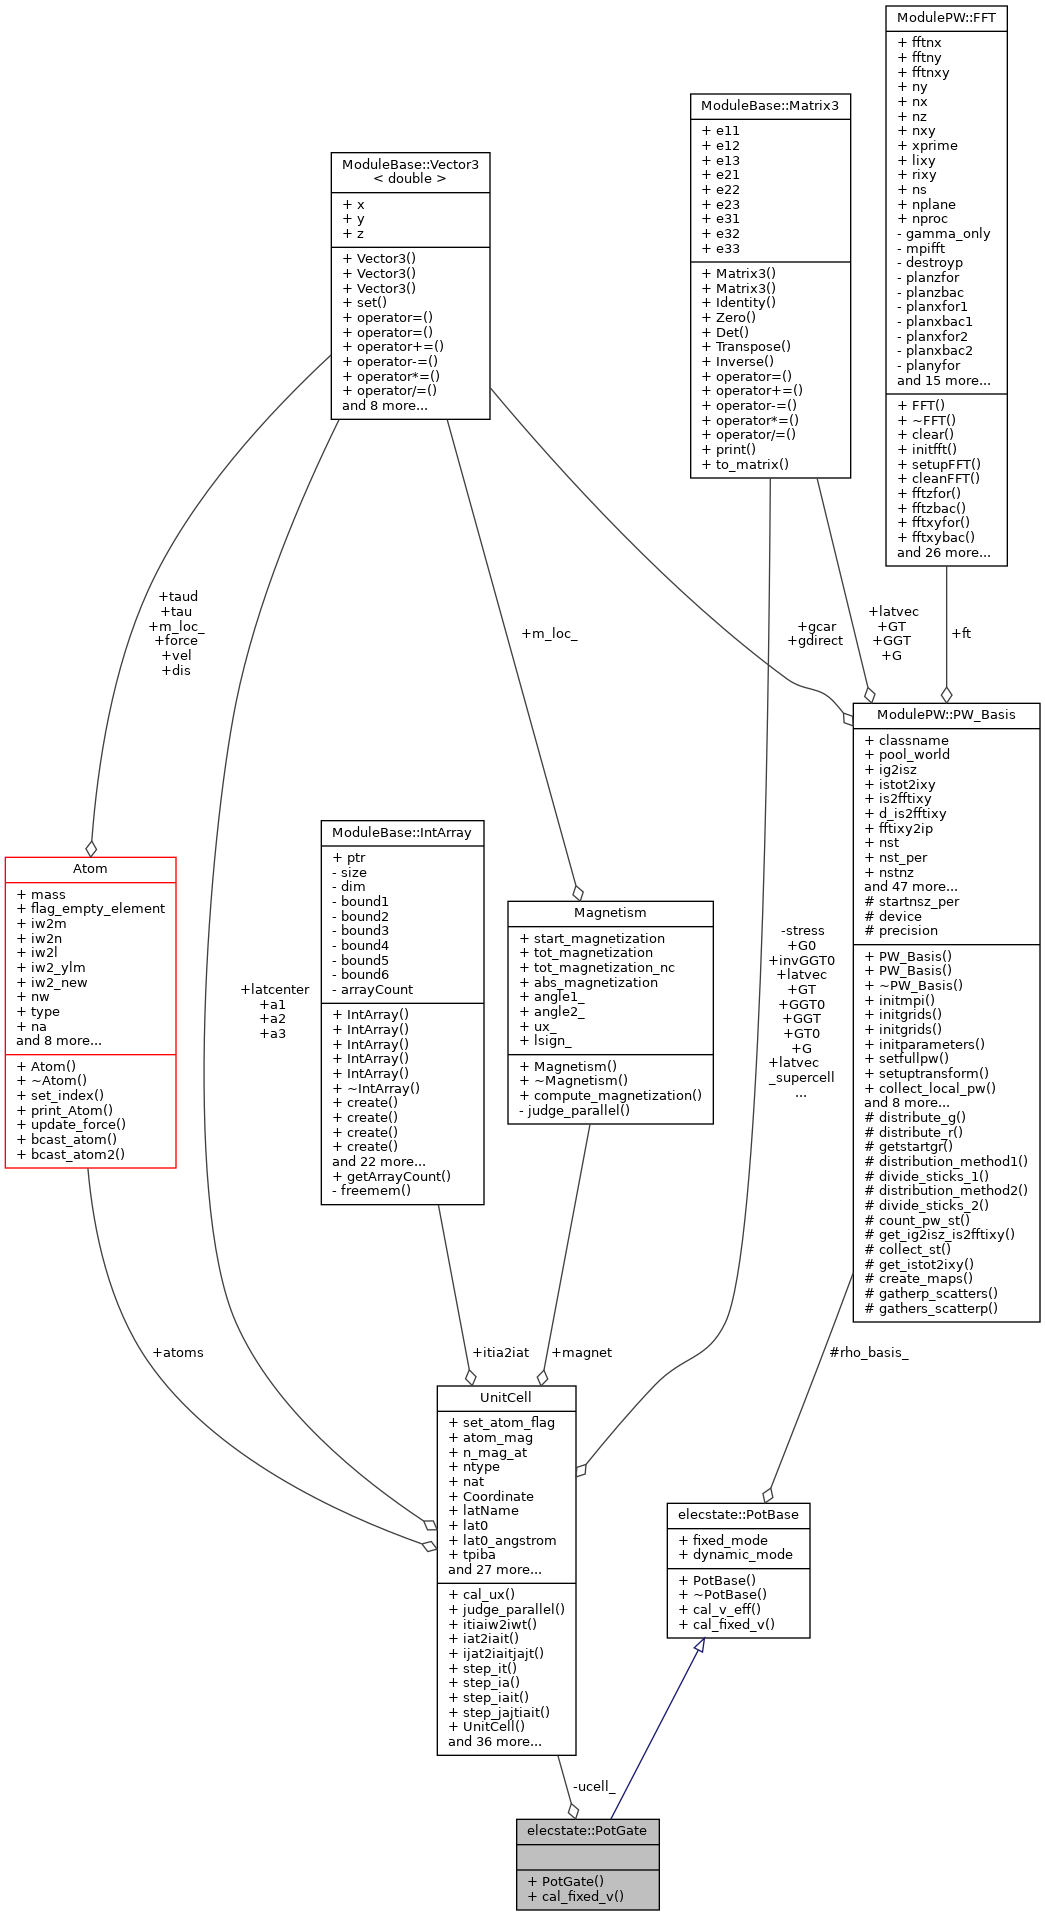 ModulePW::FFT
+ fftnx
+ fftny
+ fftnxy
+ ny
+ nx
+ nz
+ nxy
+ xprime
+ lixy
+ rixy
+ ns
+ nplane
+ nproc
- gamma_only
- mpifft
- destroyp
- planzfor
- planzbac
- planxfor1
- planxbac1
- planxfor2
- planxbac2
- planyfor
and 15 more...
+ FFT()
+ ~FFT()
+ clear()
+ initfft()
+ setupFFT()
+ cleanFFT()
+ fftzfor()
+ fftzbac()
+ fftxyfor()
+ fftxybac()
and 26 more...
ModuleBase::Matrix3
+ e11
+ e12
+ e13
+ e21
+ e22
+ e23
+ e31
+ e32
+ e33
+ Matrix3()
+ Matrix3()
+ Identity()
+ Zero()
+ Det()
+ Transpose()
+ Inverse()
+ operator=()
+ operator+=()
+ operator-=()
+ operator*=()
+ operator/=()
+ print()
+ to_matrix()
ModuleBase::Vector3
< double >
+ x
+ y
+ z
+ Vector3()
+ Vector3()
+ Vector3()
+ set()
+ operator=()
+ operator=()
+ operator+=()
+ operator-=()
+ operator*=()
+ operator/=()
and 8 more...
+taud
+tau
+m_loc_
+force
+vel
+dis
+m_loc_
+gcar
+gdirect
+latvec
+GT
+GGT
+G
+ft
ModulePW::PW_Basis
+ classname
+ pool_world
+ ig2isz
+ istot2ixy
+ is2fftixy
+ d_is2fftixy
+ fftixy2ip
+ nst
+ nst_per
+ nstnz
and 47 more...
# startnsz_per
# device
# precision
+ PW_Basis()
+ PW_Basis()
+ ~PW_Basis()
+ initmpi()
+ initgrids()
+ initgrids()
+ initparameters()
+ setfullpw()
+ setuptransform()
+ collect_local_pw()
and 8 more...
# distribute_g()
# distribute_r()
# getstartgr()
# distribution_method1()
# divide_sticks_1()
# distribution_method2()
# divide_sticks_2()
# count_pw_st()
# get_ig2isz_is2fftixy()
# collect_st()
# get_istot2ixy()
# create_maps()
# gatherp_scatters()
# gathers_scatterp()
Atom
+ mass
+ flag_empty_element
+ iw2m
+ iw2n
+ iw2l
+ iw2_ylm
+ iw2_new
+ nw
+ type
+ na
and 8 more...
+ Atom()
+ ~Atom()
+ set_index()
+ print_Atom()
+ update_force()
+ bcast_atom()
+ bcast_atom2()
+latcenter
+a1
+a2
+a3
ModuleBase::IntArray
+ ptr
- size
- dim
- bound1
- bound2
- bound3
- bound4
- bound5
- bound6
- arrayCount
+ IntArray()
+ IntArray()
+ IntArray()
+ IntArray()
+ IntArray()
+ ~IntArray()
+ create()
+ create()
+ create()
+ create()
and 22 more...
+ getArrayCount()
- freemem()
Magnetism
+ start_magnetization
+ tot_magnetization
+ tot_magnetization_nc
+ abs_magnetization
+ angle1_
+ angle2_
+ ux_
+ lsign_
+ Magnetism()
+ ~Magnetism()
+ compute_magnetization()
- judge_parallel()
-stress
+G0
+invGGT0
+latvec
+GT
+GGT0
+GGT
+GT0
+G
+latvec
_supercell
...
+atoms
+itia2iat
+magnet
#rho_basis_
UnitCell
+ set_atom_flag
+ atom_mag
+ n_mag_at
+ ntype
+ nat
+ Coordinate
+ latName
+ lat0
+ lat0_angstrom
+ tpiba
and 27 more...
+ cal_ux()
+ judge_parallel()
+ itiaiw2iwt()
+ iat2iait()
+ ijat2iaitjajt()
+ step_it()
+ step_ia()
+ step_iait()
+ step_jajtiait()
+ UnitCell()
and 36 more...
elecstate::PotBase
+ fixed_mode
+ dynamic_mode
+ PotBase()
+ ~PotBase()
+ cal_v_eff()
+ cal_fixed_v()
-ucell_
elecstate::PotGate
+ PotGate()
+ cal_fixed_v()